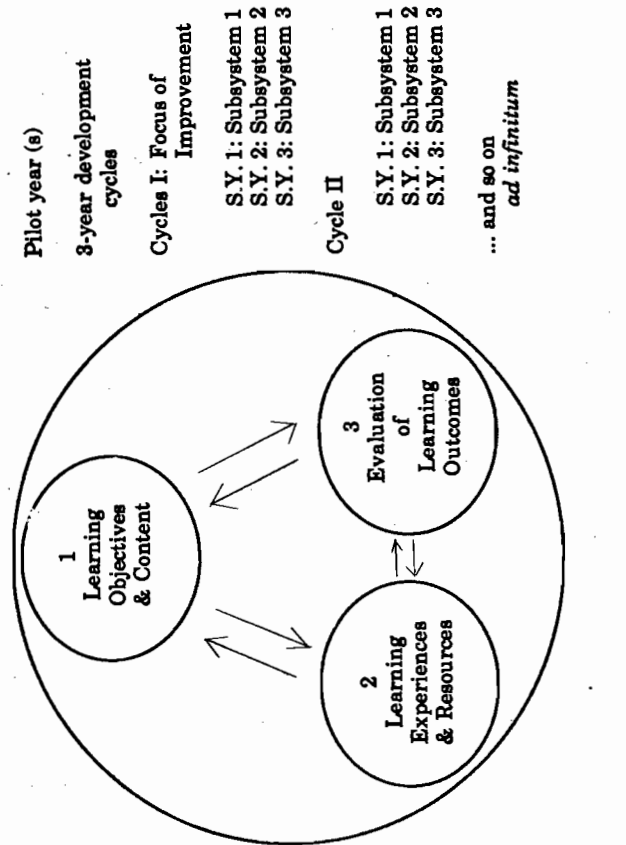 1
Learning
Objectives
& Content
2
Learning
Experiences
& Resources
3
Evaluation
of
Learning
Outcomes
Pilot year (s)
3-year development
cycles
Cycles I: Focus of
Improvement
S.Y. 1: Subsystem 1
S.Y. 2: Subsystem 2
S.Y. 3: Subsystem 3
Cycle II
S.Y. 1: Subsystem 1
S.Y. 2: Subsystem 2
S.Y. 3: Subsystem 3
... and so on
ad infinitum